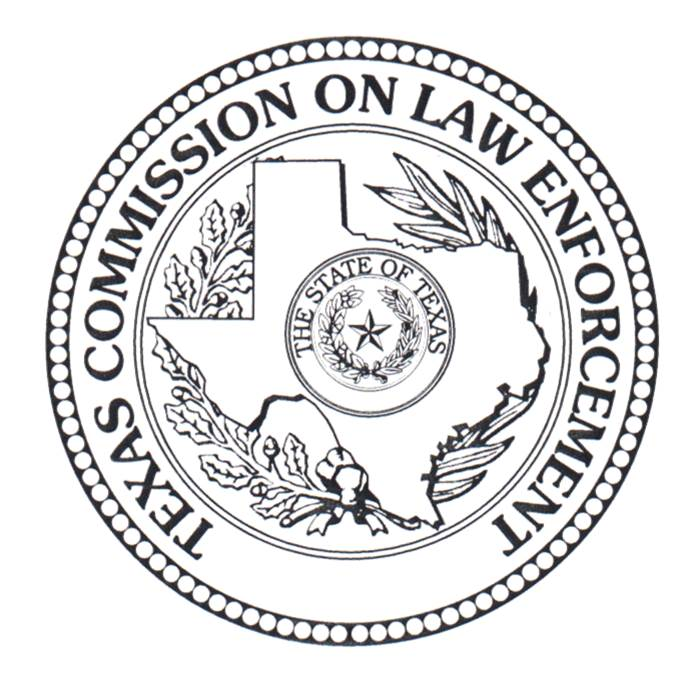 TEXAS COMMISSION ON LAW ENFORCEMENT
THE STATE OF TEXAS